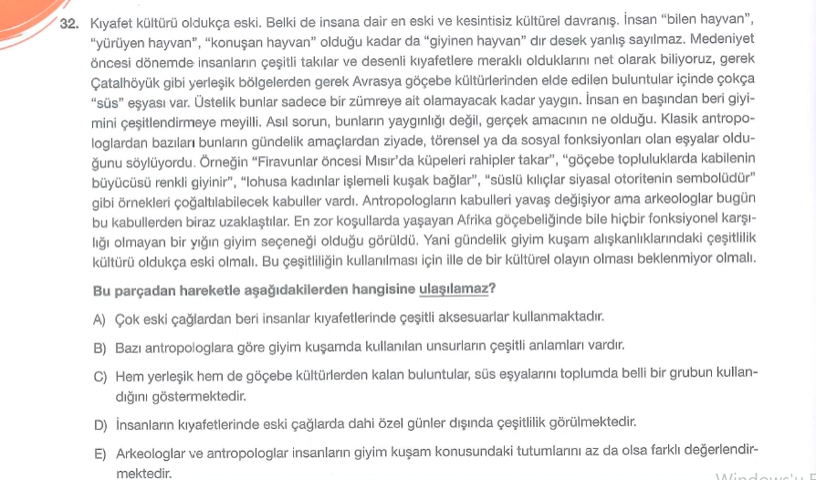 32. Kıyafet kültürü oldukça eski. Belki de insana dair en eski ve kesintisiz kültürel davranış. İnsan “bilen hayvan”,
“yürüyen hayvan”, “konuşan hayvan” olduğu kadar da “giyinen hayvan” dır desek yanlış sayılmaz. Medeniyet
öncesi dönemde insanların çeşitli takılar ve desenli kıyafetlere meraklı olduklarını net olarak biliyoruz, gerek
Çatalhöyük gibi yerleşik bölgelerden gerek Avrasya göçebe kültürlerinden elde edilen buluntular içinde çokça
“süs” eşyası var. Üstelik bunlar sadece bir zümreye ait olamayacak kadar yaygın. İnsan en başından beri giyi-
mini çeşitlendirmeye meyilli. Asıl sorun, bunların yaygınlığı değil, gerçek amacının ne olduğu. Klasik antropo-
loglardan bazıları bunların gündelik amaçlardan ziyade, törensel ya da sosyal fonksiyonları olan eşyalar oldu-
ğunu söylüyordu. Örneğin “Firavunlar öncesi Mısır’da küpeleri rahipler takar”, “göçebe topluluklarda kabilenin
büyücüsü renkli giyinir”, “lohusa kadınlar işlemeli kuşak bağlar”, “süslü kılıçlar siyasal otoritenin sembolüdür”
gibi örnekleri çoğaltılabilecek kabuller vardı. Antropologların kabulleri yavaş değişiyor ama arkeologlar bugün
bu kabullerden biraz uzaklaştılar. En zor koşullarda yaşayan Afrika göçebeliğinde bile hiçbir fonksiyonel karşı-
lığı olmayan bir yığın giyim seçeneği olduğu görüldü. Yani gündelik giyim kuşam alışkanlıklarındaki çeşitlilik
kültürü oldukça eski olmalı. Bu çeşitliliğin kullanılması için ille de bir kültürel olayın olması beklenmiyor olmalı.
Bu parçadan hareketle aşağıdakilerden hangisine ulaşılamaz?
A) Çok eski çağlardan beri insanlar kıyafetlerinde çeşitli aksesuarlar kullanmaktadır.
B) Bazı antropologlara göre giyim kuşamda kullanılan unsurların çeşitli anlamları vardır.
C) Hem yerleşik hem de göçebe kültürlerden kalan buluntular, süs eşyalarını toplumda belli bir grubun kullan-
dığını göstermektedir.
D) İnsanların kıyafetlerinde eski çağlarda dahi özel günler dışında çeşitlilik görülmektedir.
E) Arkeologlar ve antropologlar insanların giyim kuşam konusundaki tutumlarını az da olsa farklı değerlendir-
mektedir.